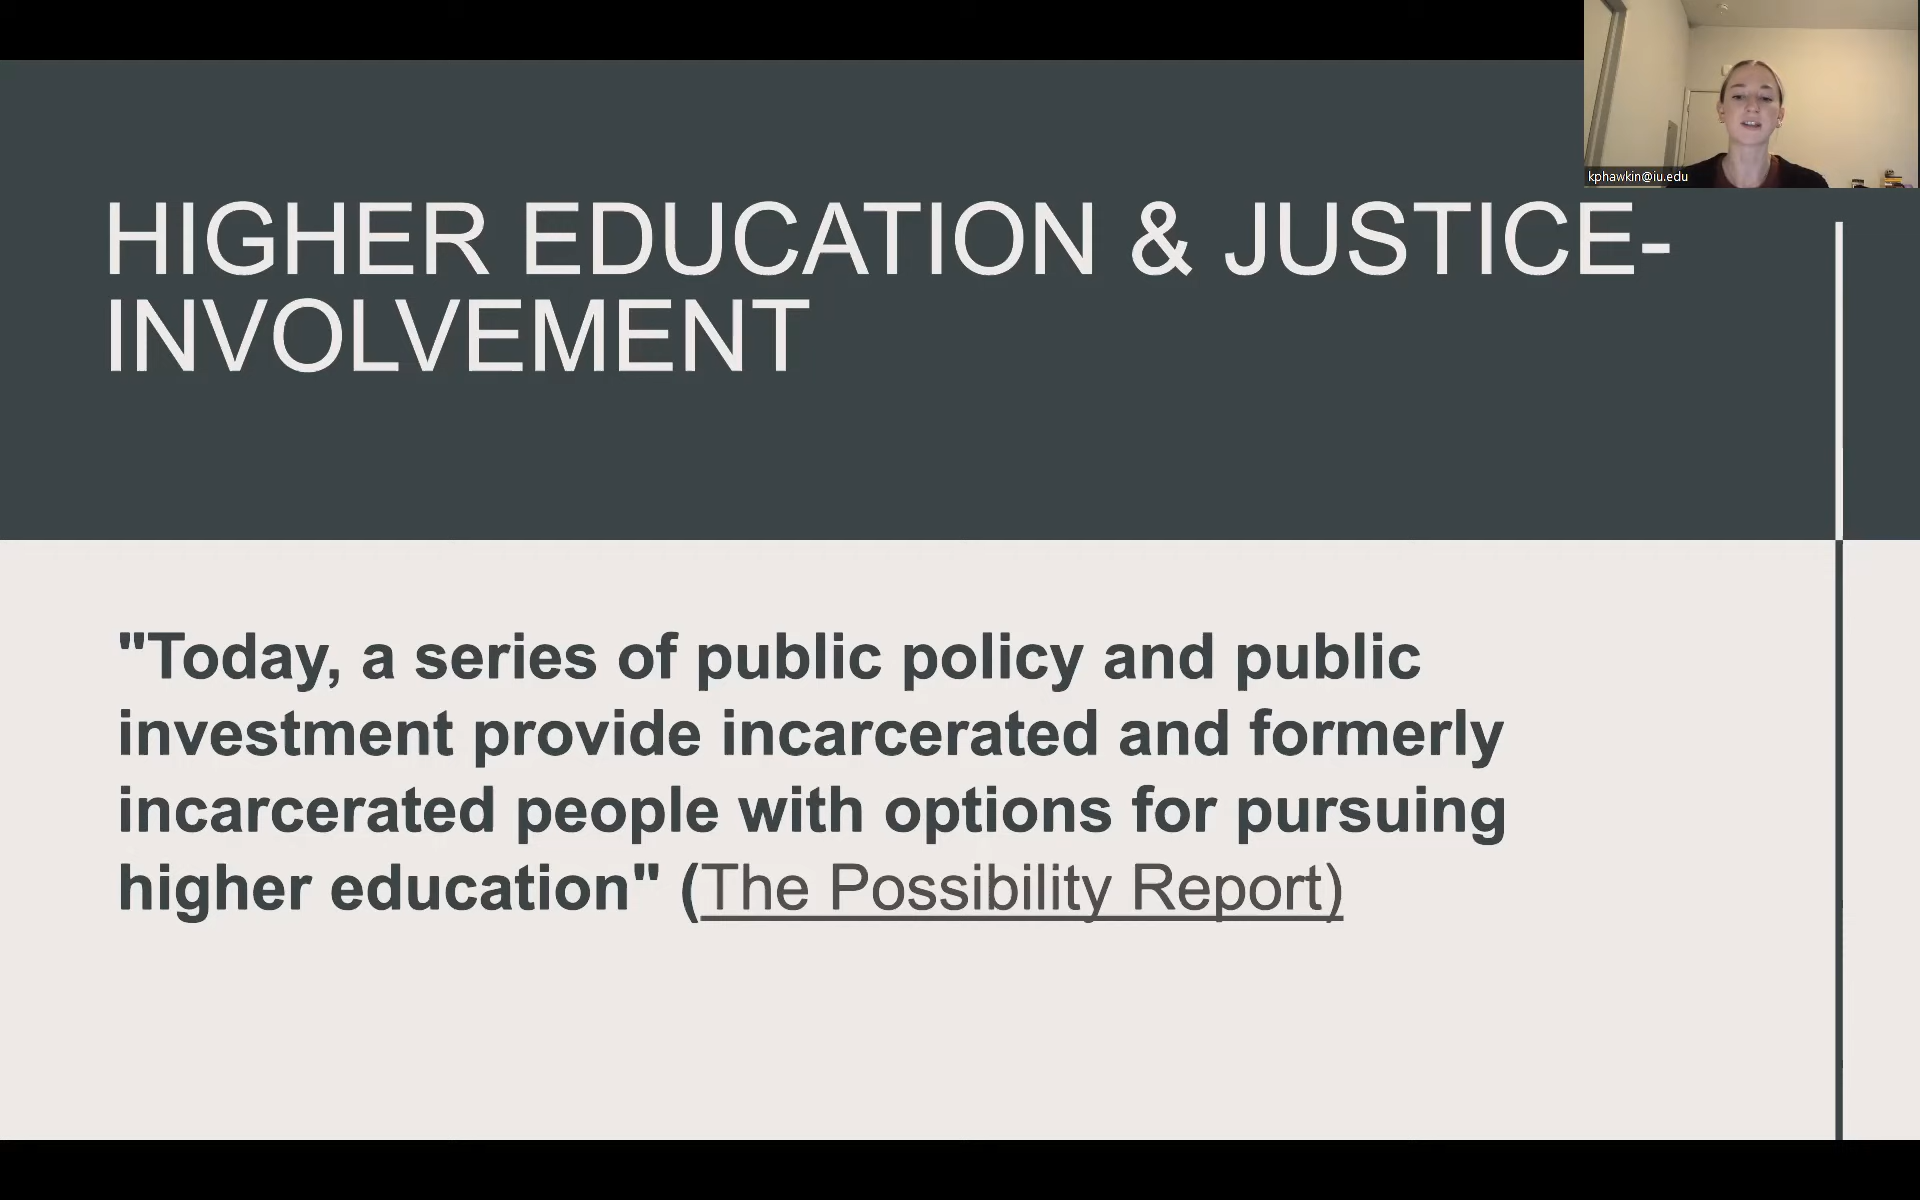 kphawkin@iu.edu
HIGHER EDUCATION & JUSTICE-
INVOLVEMENT
"Today, a series of public policy and public
investment provide incarcerated and formerly
incarcerated people with options for pursuing
higher education" (The Possibility Report)